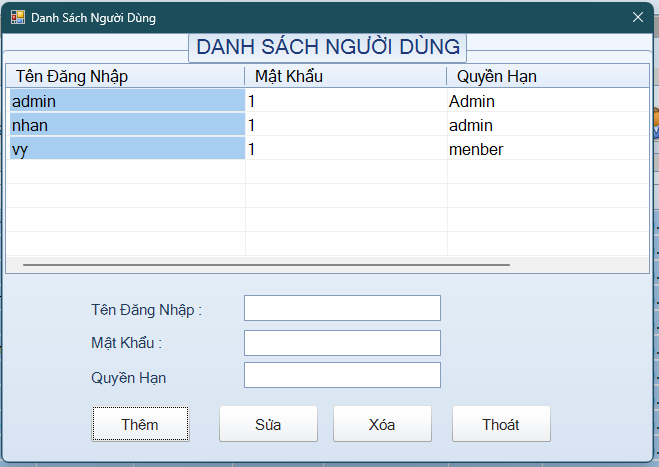 Danh Sách Người Dùng
DANH SÁCH NGƯỜI DÙNG
Tên Đăng Nhập Mật Khẩu Quyền Hạn
admin 1 Admin
nhan 1 admin
vy 1 menber
Tên Đăng Nhập :
Mật Khẩu :
Quyền Hạn
Thêm Sửa Xóa Thoát